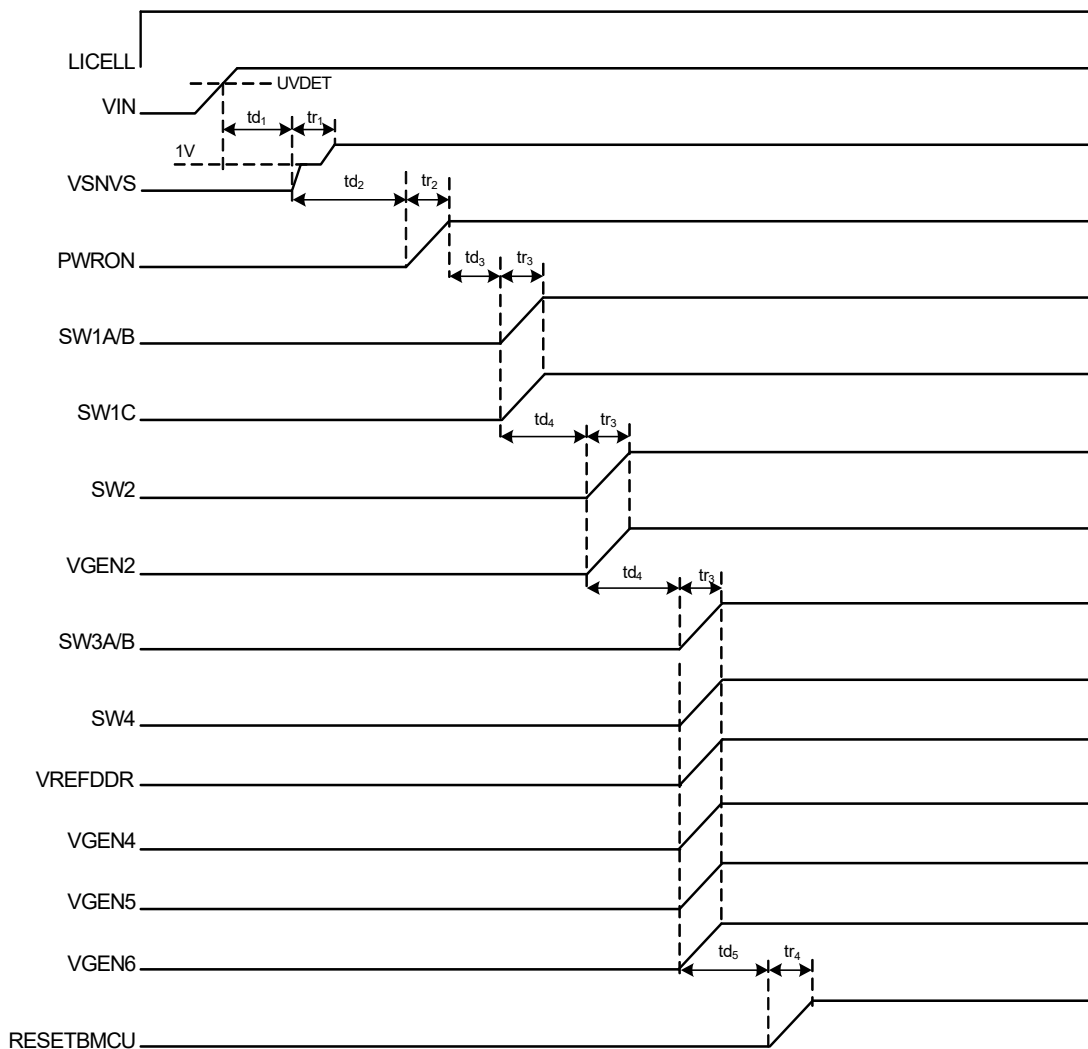 LICELL
UVDET
VIN
td₁ tr₁
1V
VSNVS
td₂ tr₂
PWRON
td₃ tr₃
SW1A/B
SW1C
td₄ tr₃
SW2
VGEN2
td₄ tr₃
SW3A/B
SW4
VREFDDR
VGEN4
VGEN5
VGEN6
td₅ tr₄
RESETBMCU